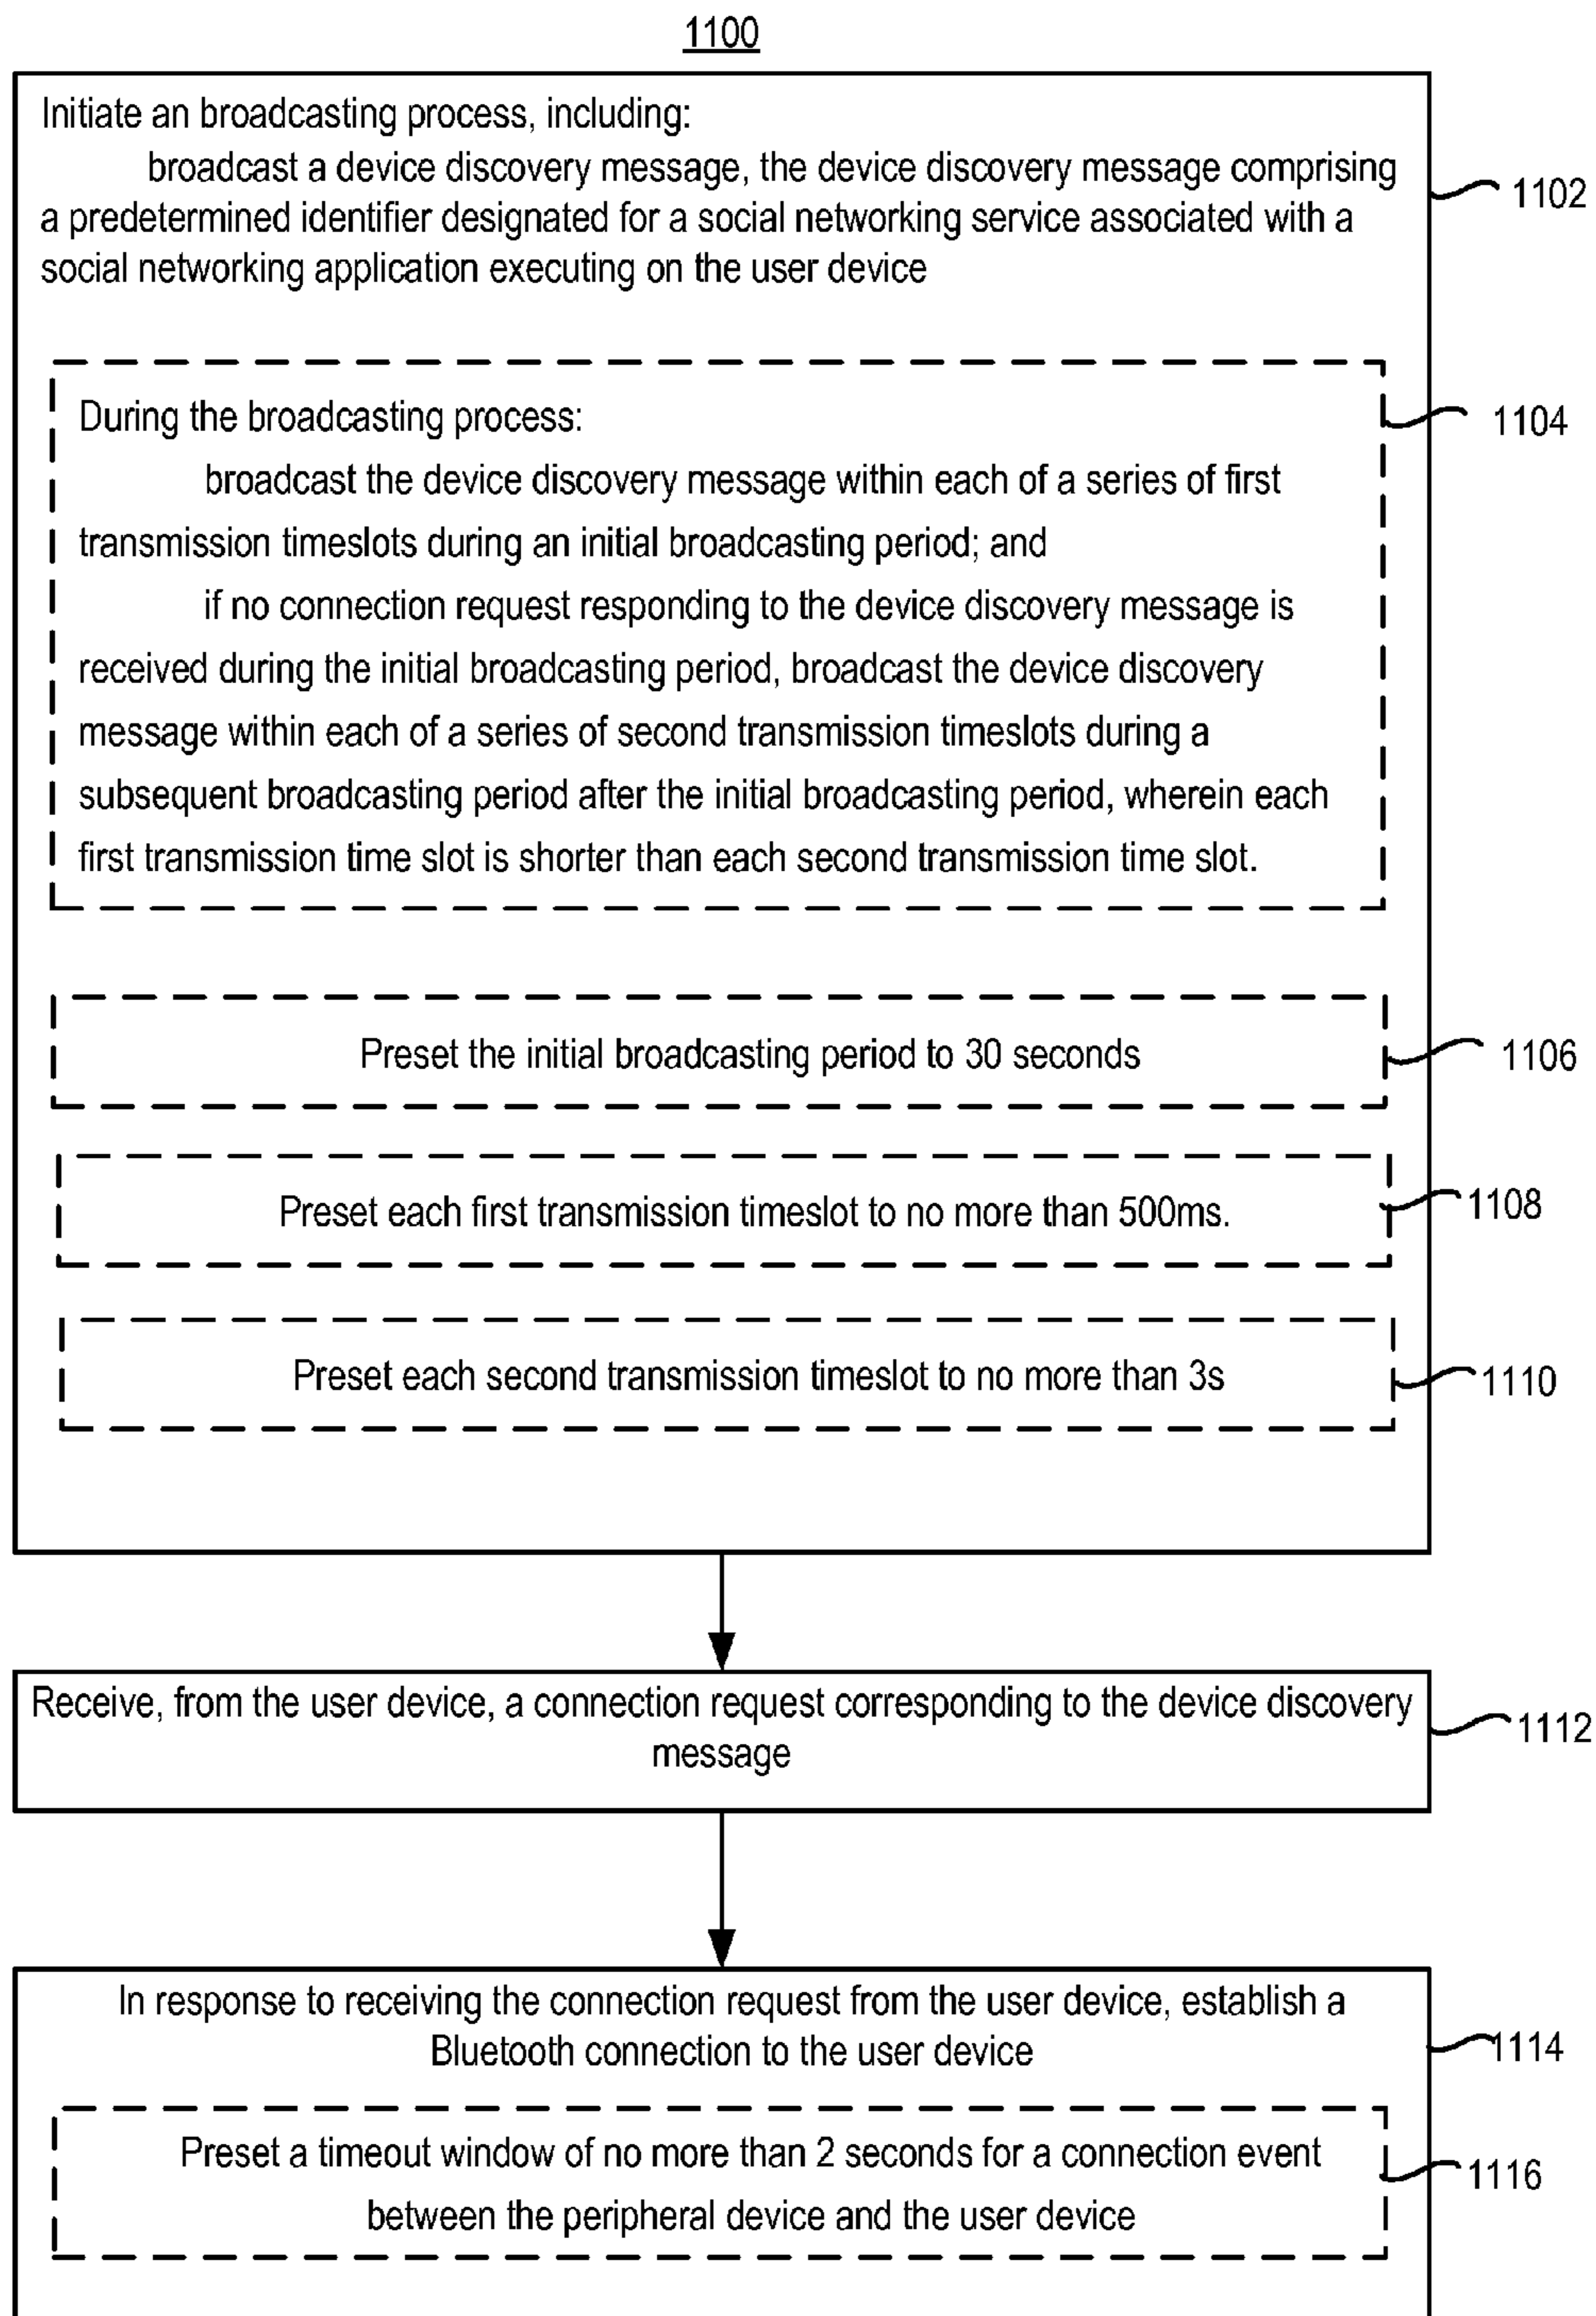 1100
Initiate an broadcasting process, including:
broadcast a device discovery message, the device discovery message comprising
a predetermined identifier designated for a social networking service associated with a
social networking application executing on the user device
1102
During the broadcasting process:
1104
broadcast the device discovery message within each of a series of first
transmission timeslots during an initial broadcasting period; and
if no connection request responding to the device discovery message is
received during the initial broadcasting period, broadcast the device discovery
message within each of a series of second transmission timeslots during a
subsequent broadcasting period after the initial broadcasting period, wherein each
first transmission time slot is shorter than each second transmission time slot.
Preset the initial broadcasting period to 30 seconds
1106
Preset each first transmission timeslot to no more than 500ms.
1108
Preset each second transmission timeslot to no more than 3s
1110
Receive, from the user device, a connection request corresponding to the device discovery
message
1112
In response to receiving the connection request from the user device, establish a
Bluetooth connection to the user device
1114
Preset a timeout window of no more than 2 seconds for a connection event
between the peripheral device and the user device
1116